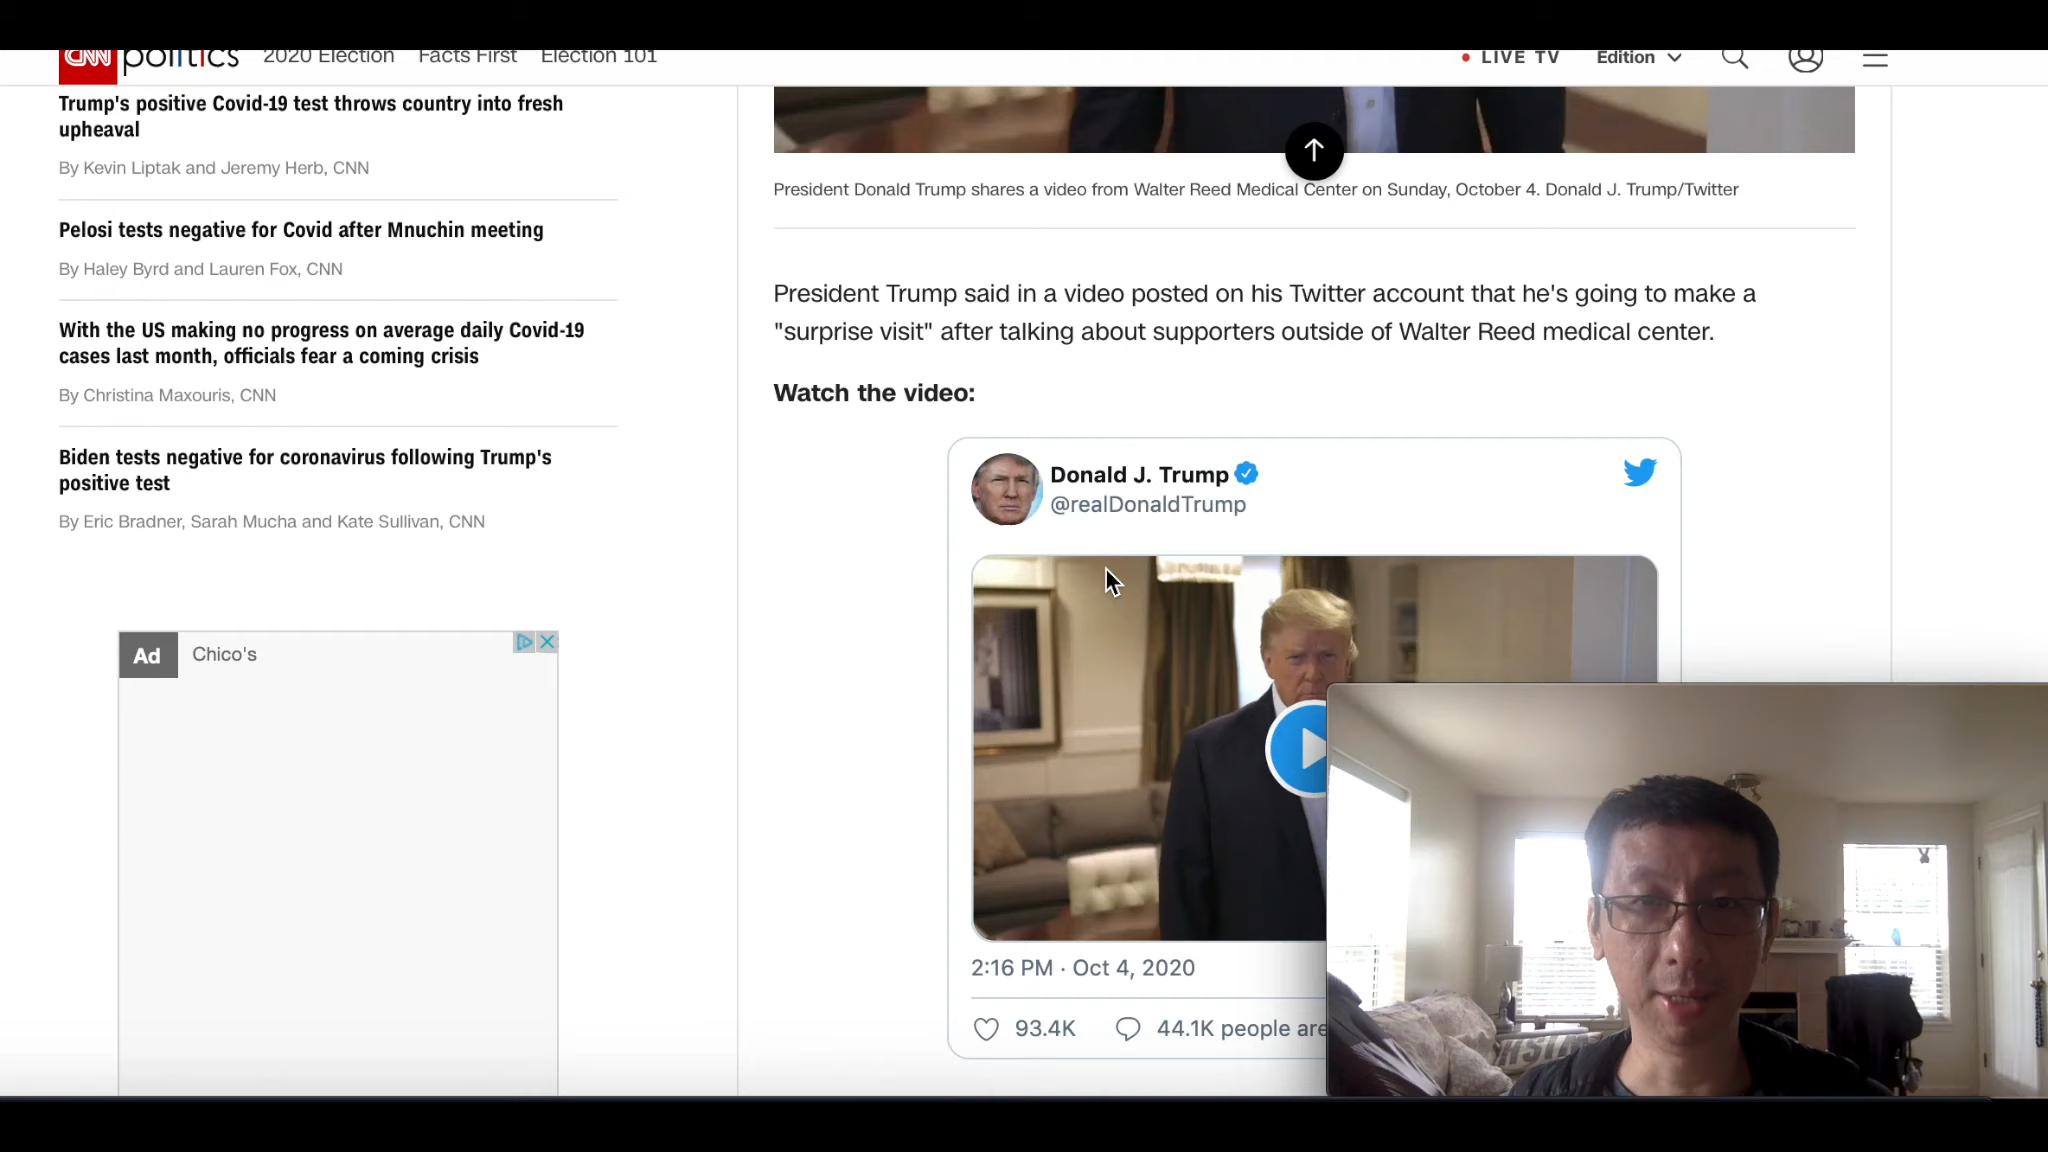 CNN politics 2020 Election Facts First Election 101 LIVE TV Edition
Trump's positive Covid-19 test throws country into fresh
upheaval
By Kevin Liptak and Jeremy Herb, CNN
Pelosi tests negative for Covid after Mnuchin meeting
By Haley Byrd and Lauren Fox, CNN
With the US making no progress on average daily Covid-19
cases last month, officials fear a coming crisis
By Christina Maxouris, CNN
Biden tests negative for coronavirus following Trump's
positive test
By Eric Bradner, Sarah Mucha and Kate Sullivan, CNN
Ad Chico's
President Donald Trump shares a video from Walter Reed Medical Center on Sunday, October 4. Donald J. Trump/Twitter
President Trump said in a video posted on his Twitter account that he's going to make a
"surprise visit" after talking about supporters outside of Walter Reed medical center.
Watch the video:
Donald J. Trump
@realDonaldTrump
2:16 PM · Oct 4, 2020
93.4K 44.1K people are